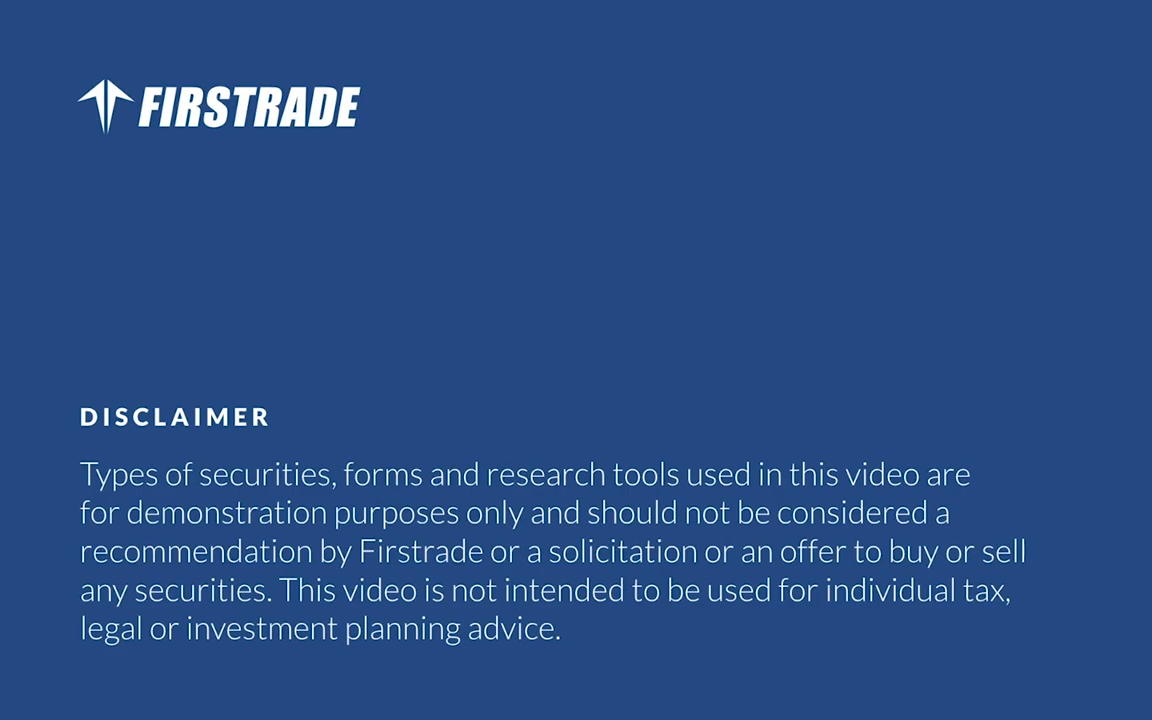 FIRSTRADE
DISCLAIMER
Types of securities, forms and research tools used in this video are
for demonstration purposes only and should not be considered a
recommendation by Firstrade or a solicitation or an offer to buy or sell
any securities. This video is not intended to be used for individual tax,
legal or investment planning advice.